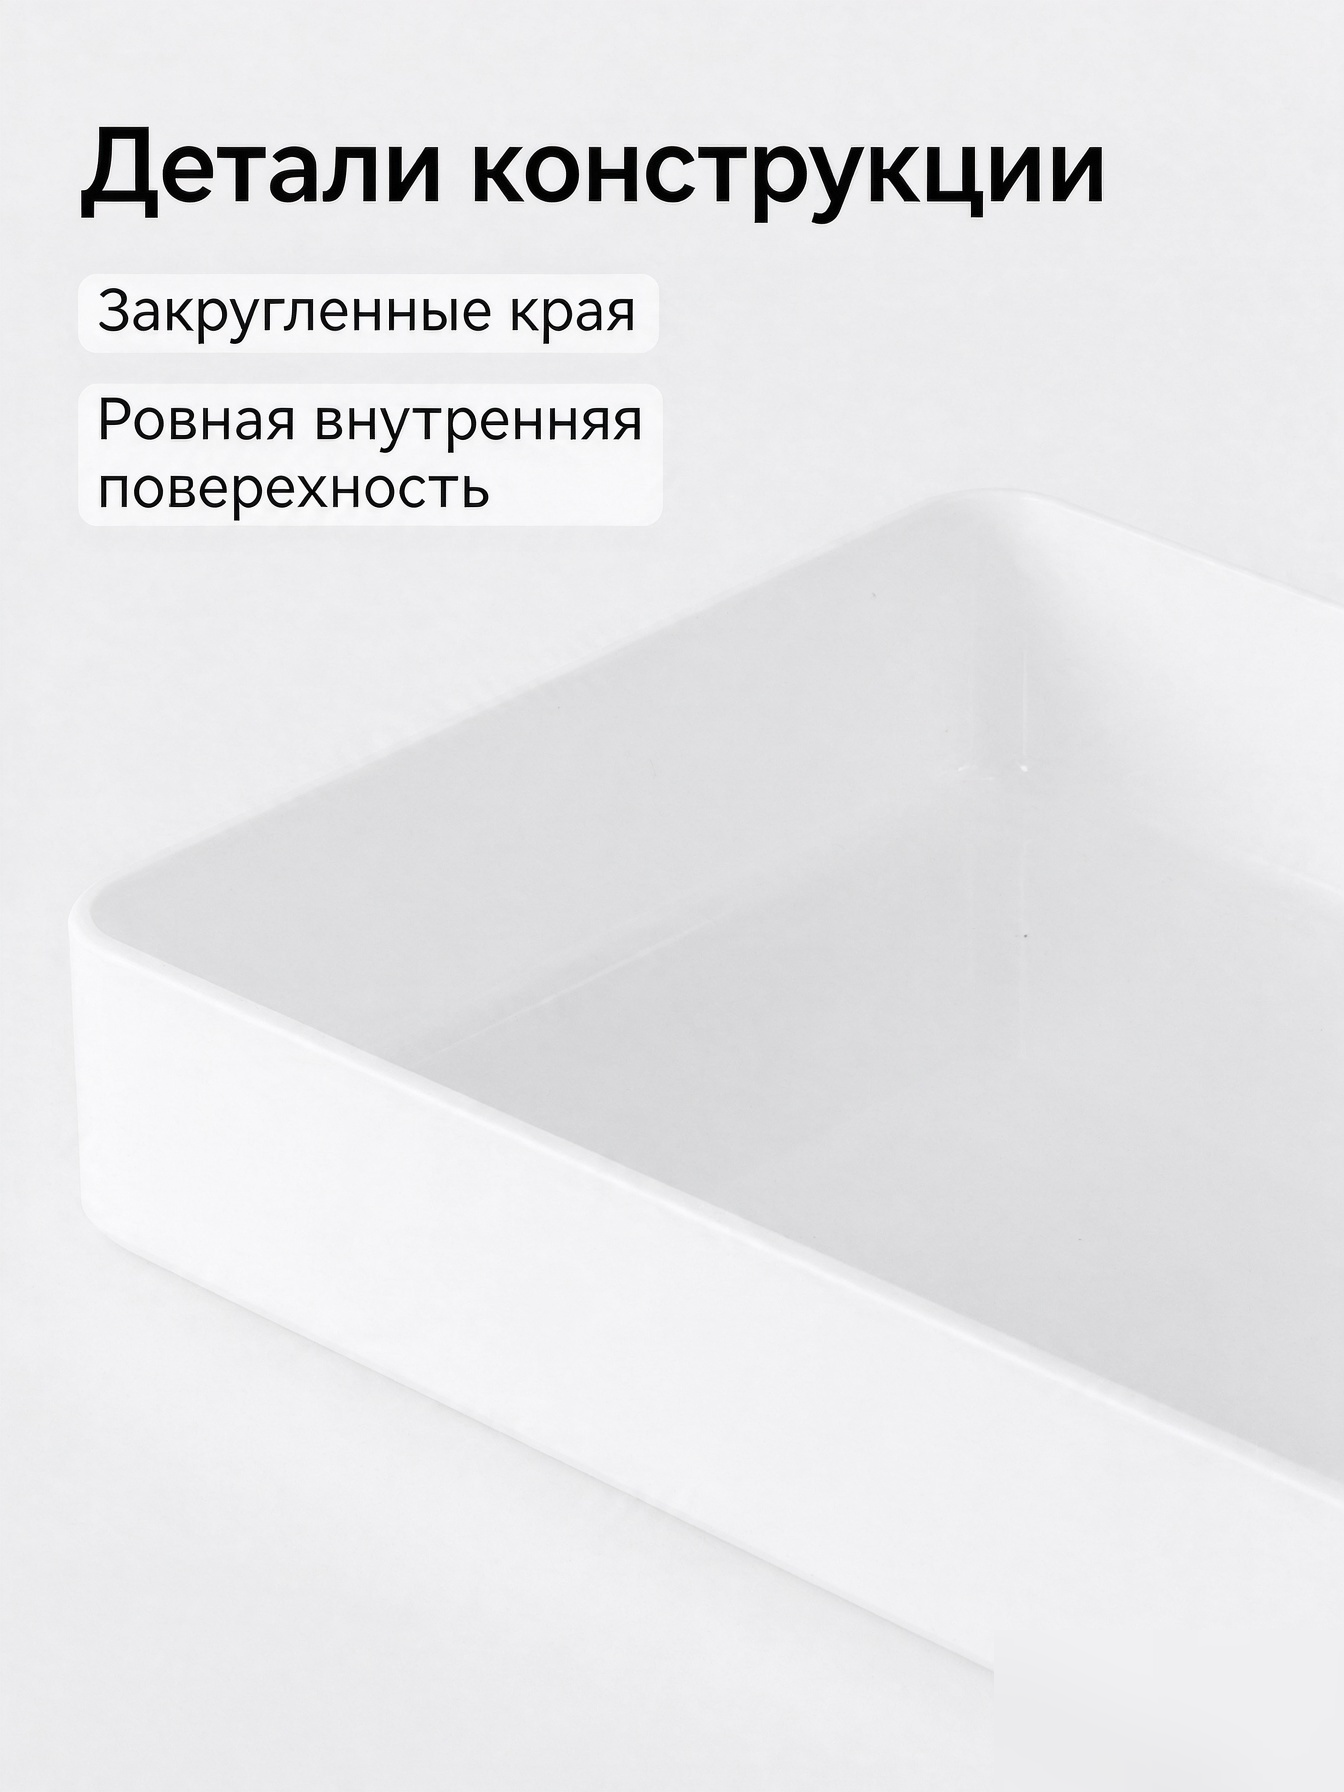 Детали конструкции
Закругленные края
Ровная внутренняя
поверехность